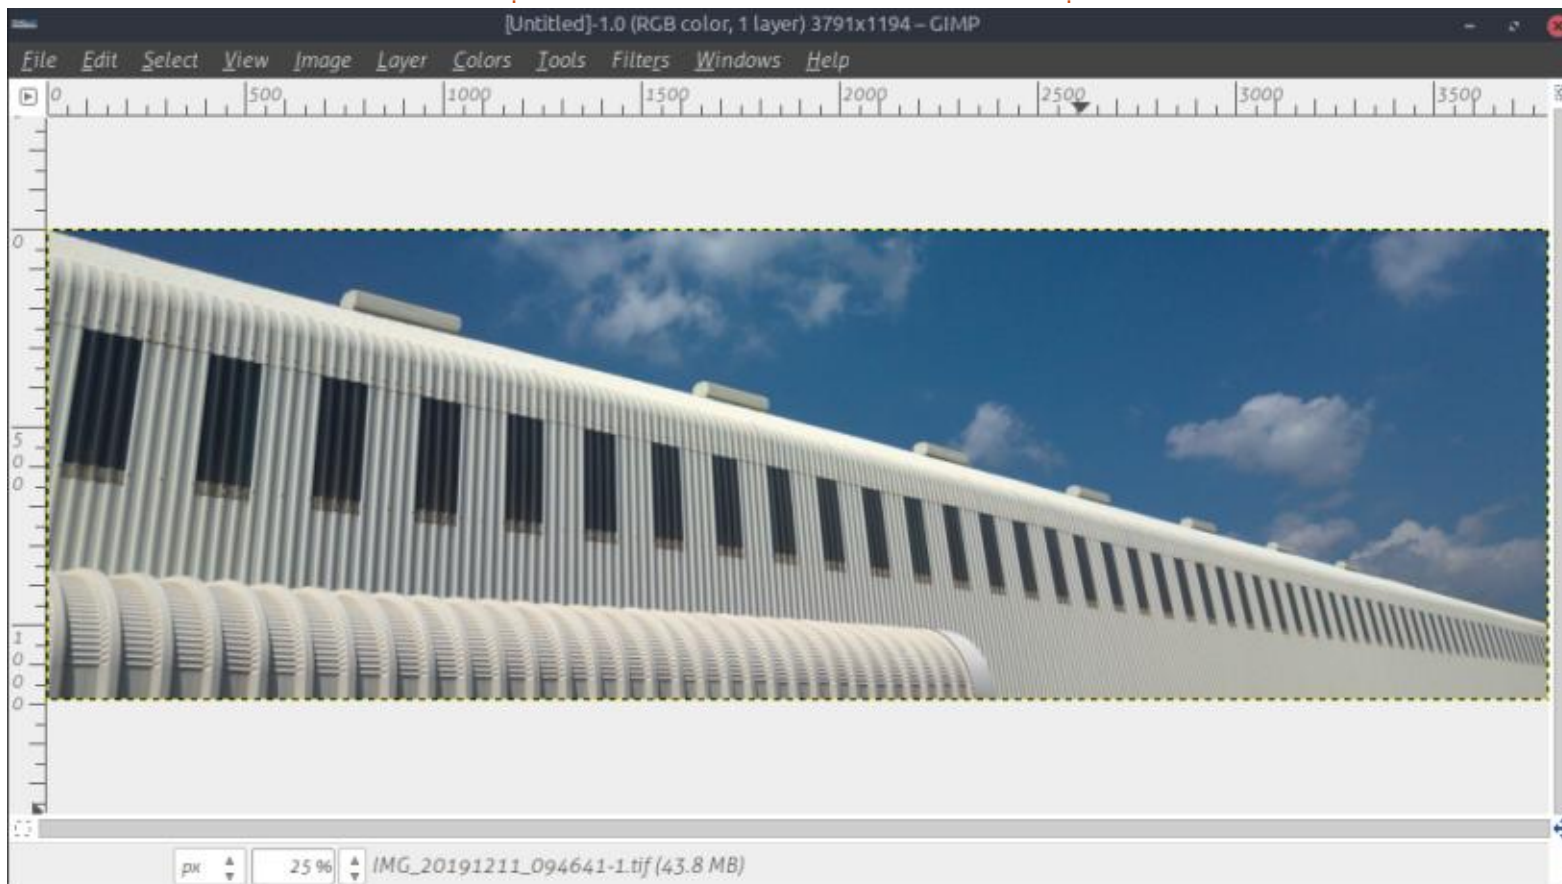 [Untitled]-1.0 (RGB color, 1 layer) 3791x1194 – GIMP
File Edit Select View Image Layer Colors Tools Filters Windows Help
0 500 1000 1500 2000 2500 3000 3500
0
500
1000
px 25 % IMG_20191211_094641-1.tif (43.8 MB)